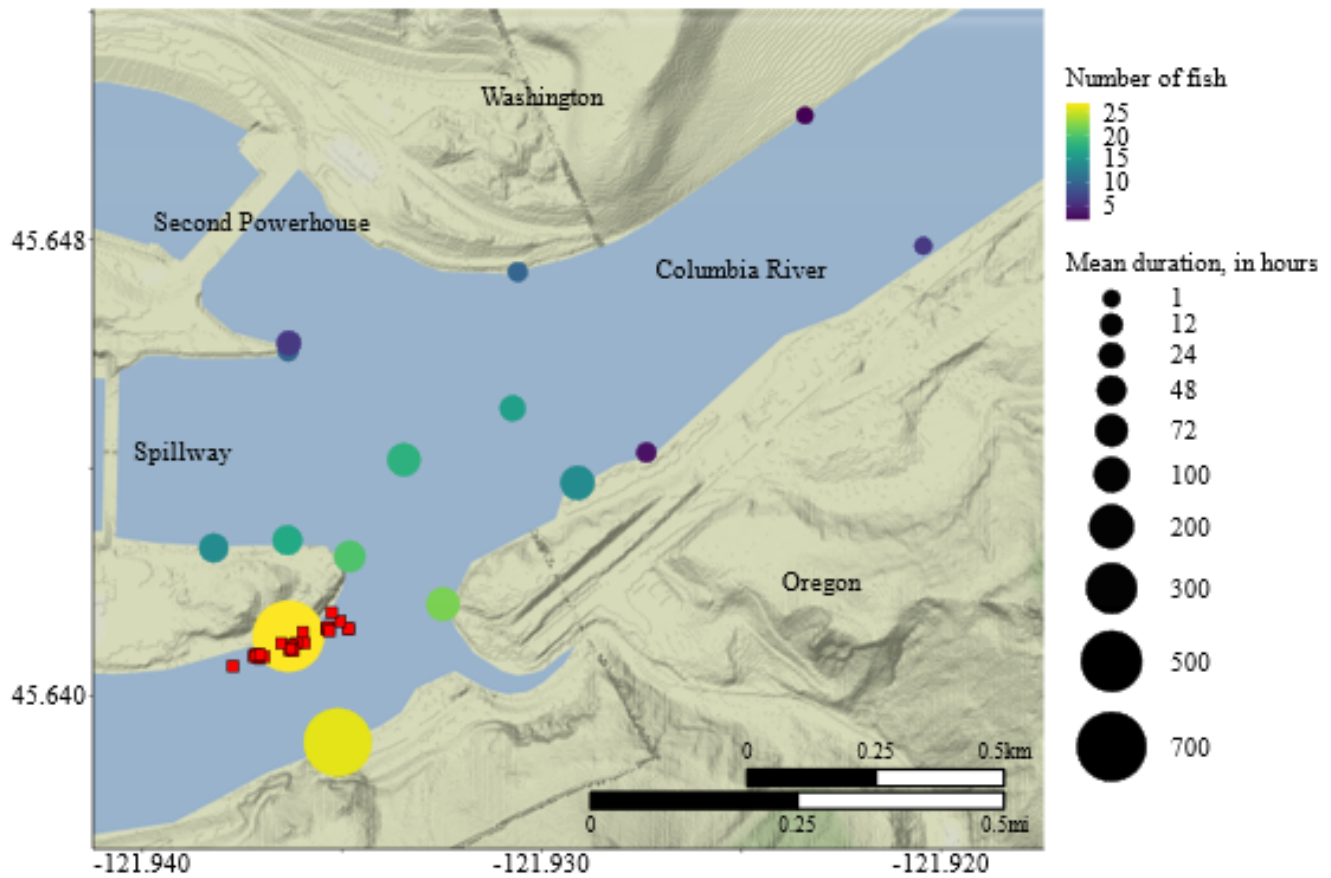 Washington
Second Powerhouse
45.648
Columbia River
Spillway
Oregon
45.640
0 0.25 0.5km
0 0.25 0.5mi
-121.940 -121.930 -121.920
Number of fish
25
20
15
10
5
Mean duration, in hours
1
12
24
48
72
100
200
300
500
700